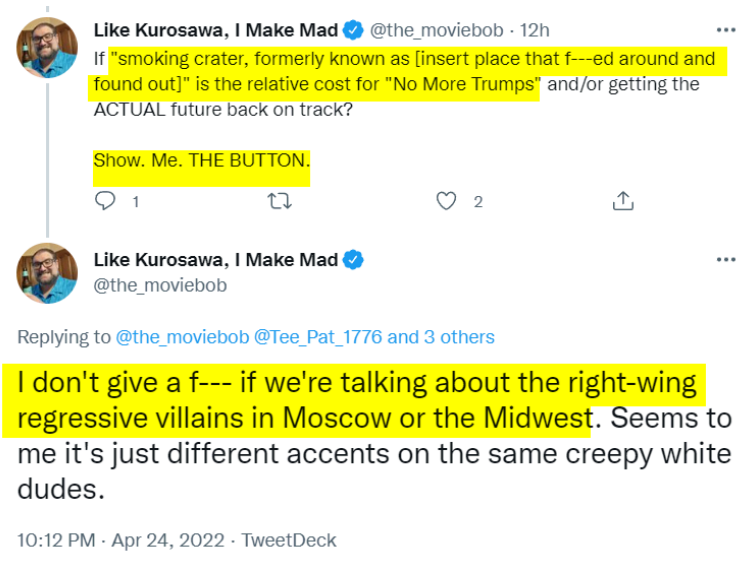 Like Kurosawa, I Make Mad @the_moviebob · 12h
If "smoking crater, formerly known as [insert place that f---ed around and
found out]" is the relative cost for "No More Trumps" and/or getting the
ACTUAL future back on track?
Show. Me. THE BUTTON.
1 2
Like Kurosawa, I Make Mad
@the_moviebob
Replying to @the_moviebob @Tee_Pat_1776 and 3 others
I don't give a f--- if we're talking about the right-wing
regressive villains in Moscow or the Midwest. Seems to
me it's just different accents on the same creepy white
dudes.
10:12 PM · Apr 24, 2022 · TweetDeck